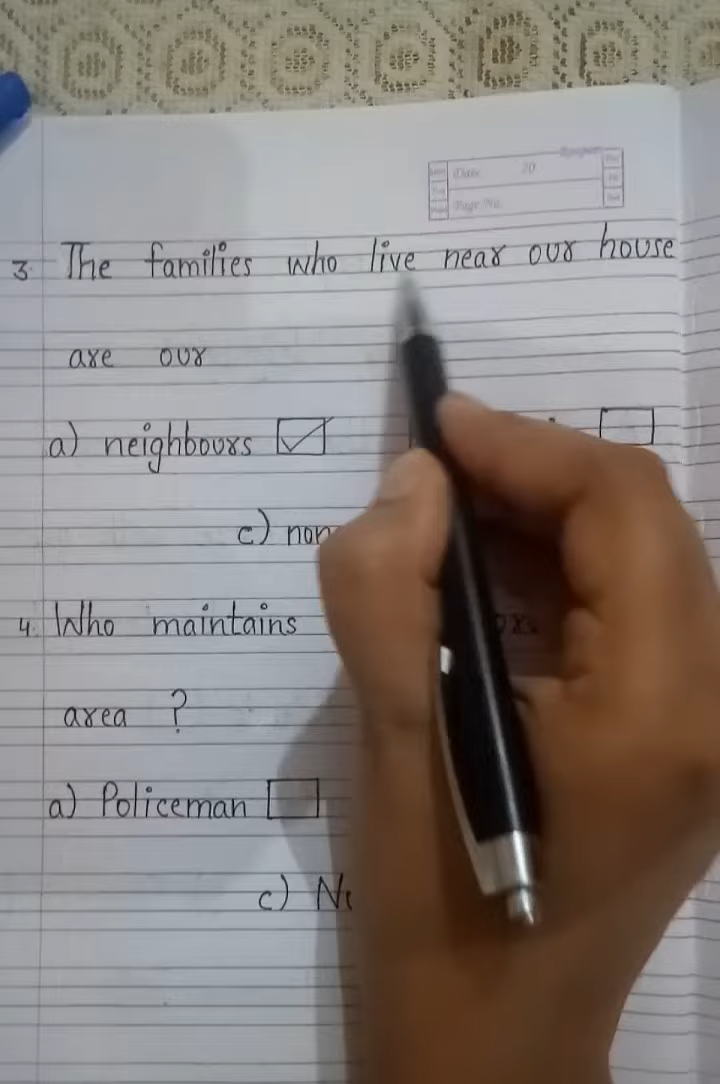 Date 20
Page No.
3. The families who live near our house
are our
a) neighbours
c) non
4. Who maintains
area ?
a) Policeman
c) Ne